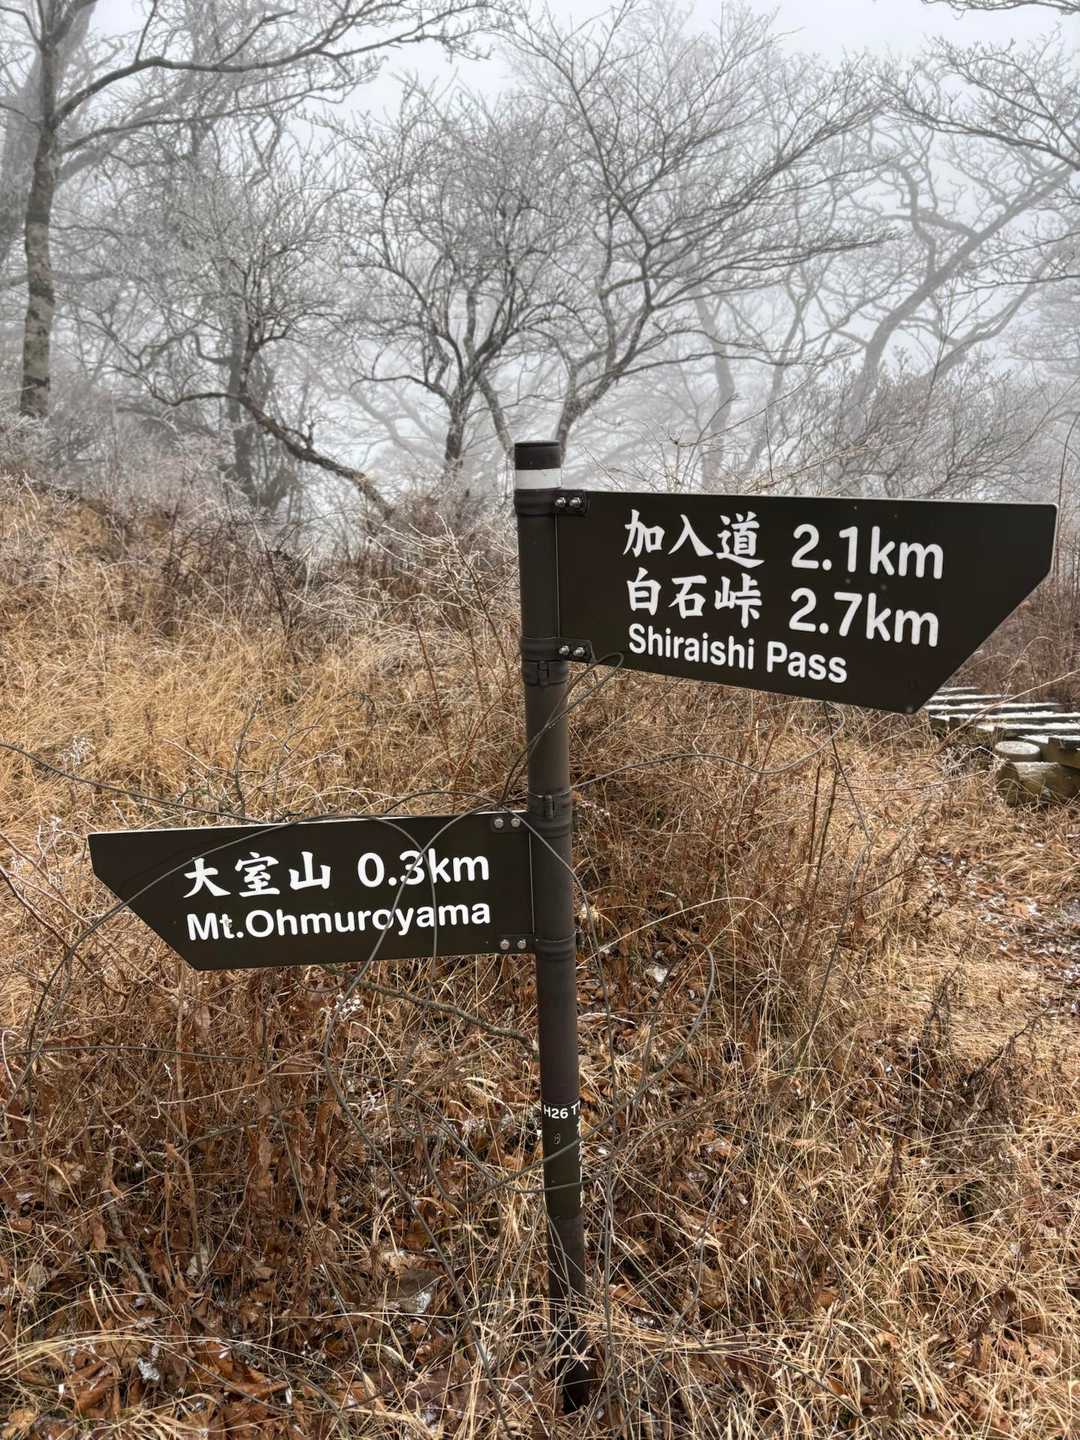 加入道 2.1km
白石峠 2.7km
Shiraishi Pass
大室山 0.3km
Mt.Ohmuroyama
H26